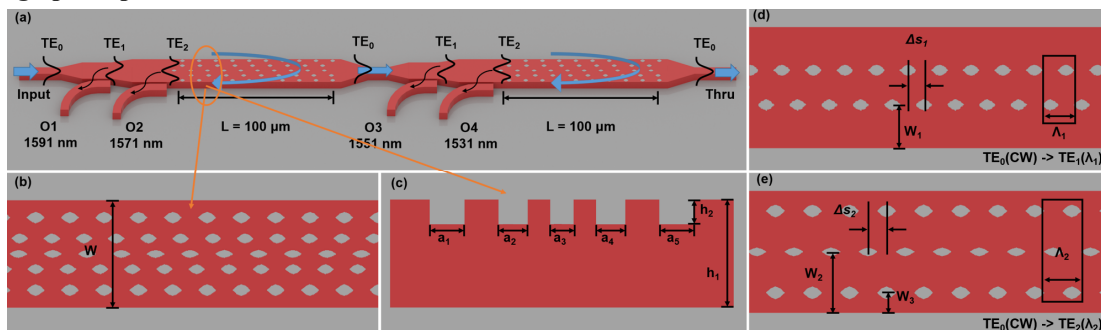 (a)
TE₀
TE₁
TE₂
TE₀
TE₁
TE₂
TE₀
Input
Thru
O1
1591 nm
O2
1571 nm
L = 100 μm
O3
1551 nm
O4
1531 nm
L = 100 μm
(b)
W
(c)
a₁
a₂
a₃
a₄
a₅
h₂
h₁
(d)
Δs₁
W₁
Λ₁
TE₀(CW) -> TE₁(λ₁)
(e)
Δs₂
W₂
W₃
Λ₂
TE₀(CW) -> TE₂(λ₂)